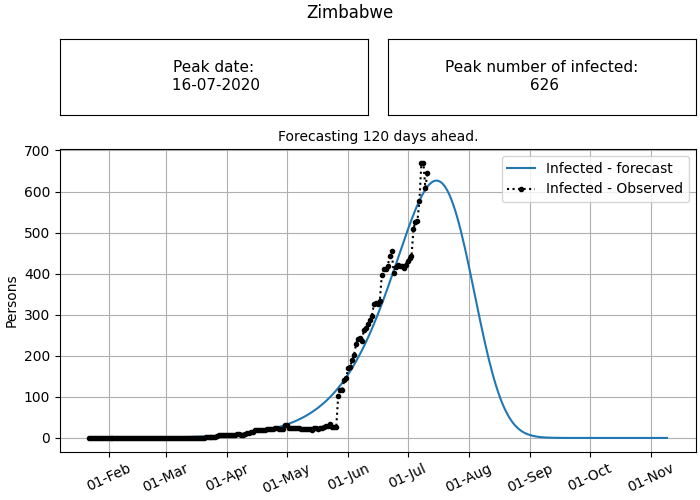 Zimbabwe
Peak date:
16-07-2020
Peak number of infected:
626
Forecasting 120 days ahead.
700
600
500
400
300
200
100
0
Persons
Infected - forecast
Infected - Observed
01-Feb
01-Mar
01-Apr
01-May
01-Jun
01-Jul
01-Aug
01-Sep
01-Oct
01-Nov